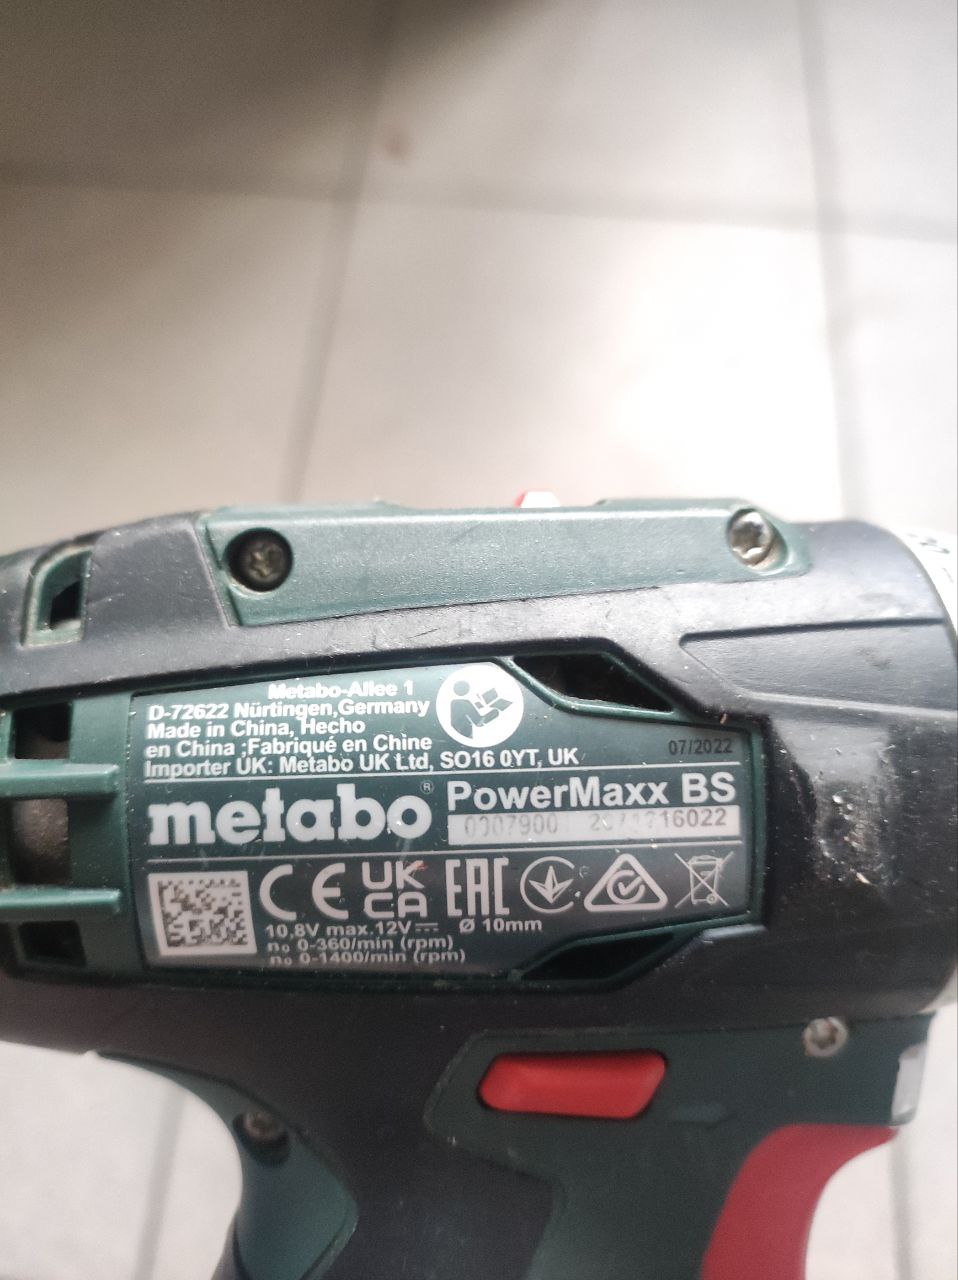 Metabo-Allee 1
D-72622 Nürtingen,Germany
Made in China, Hecho
en China ;Fabriqué en Chine
Importer UK: Metabo UK Ltd, SO16 0YT, UK
07/2022
metabo®
PowerMaxx BS
CE UK CA EAC
10,8V max.12V Ø 10mm
n₀ 0-360/min (rpm)
n₀ 0-1400/min (rpm)